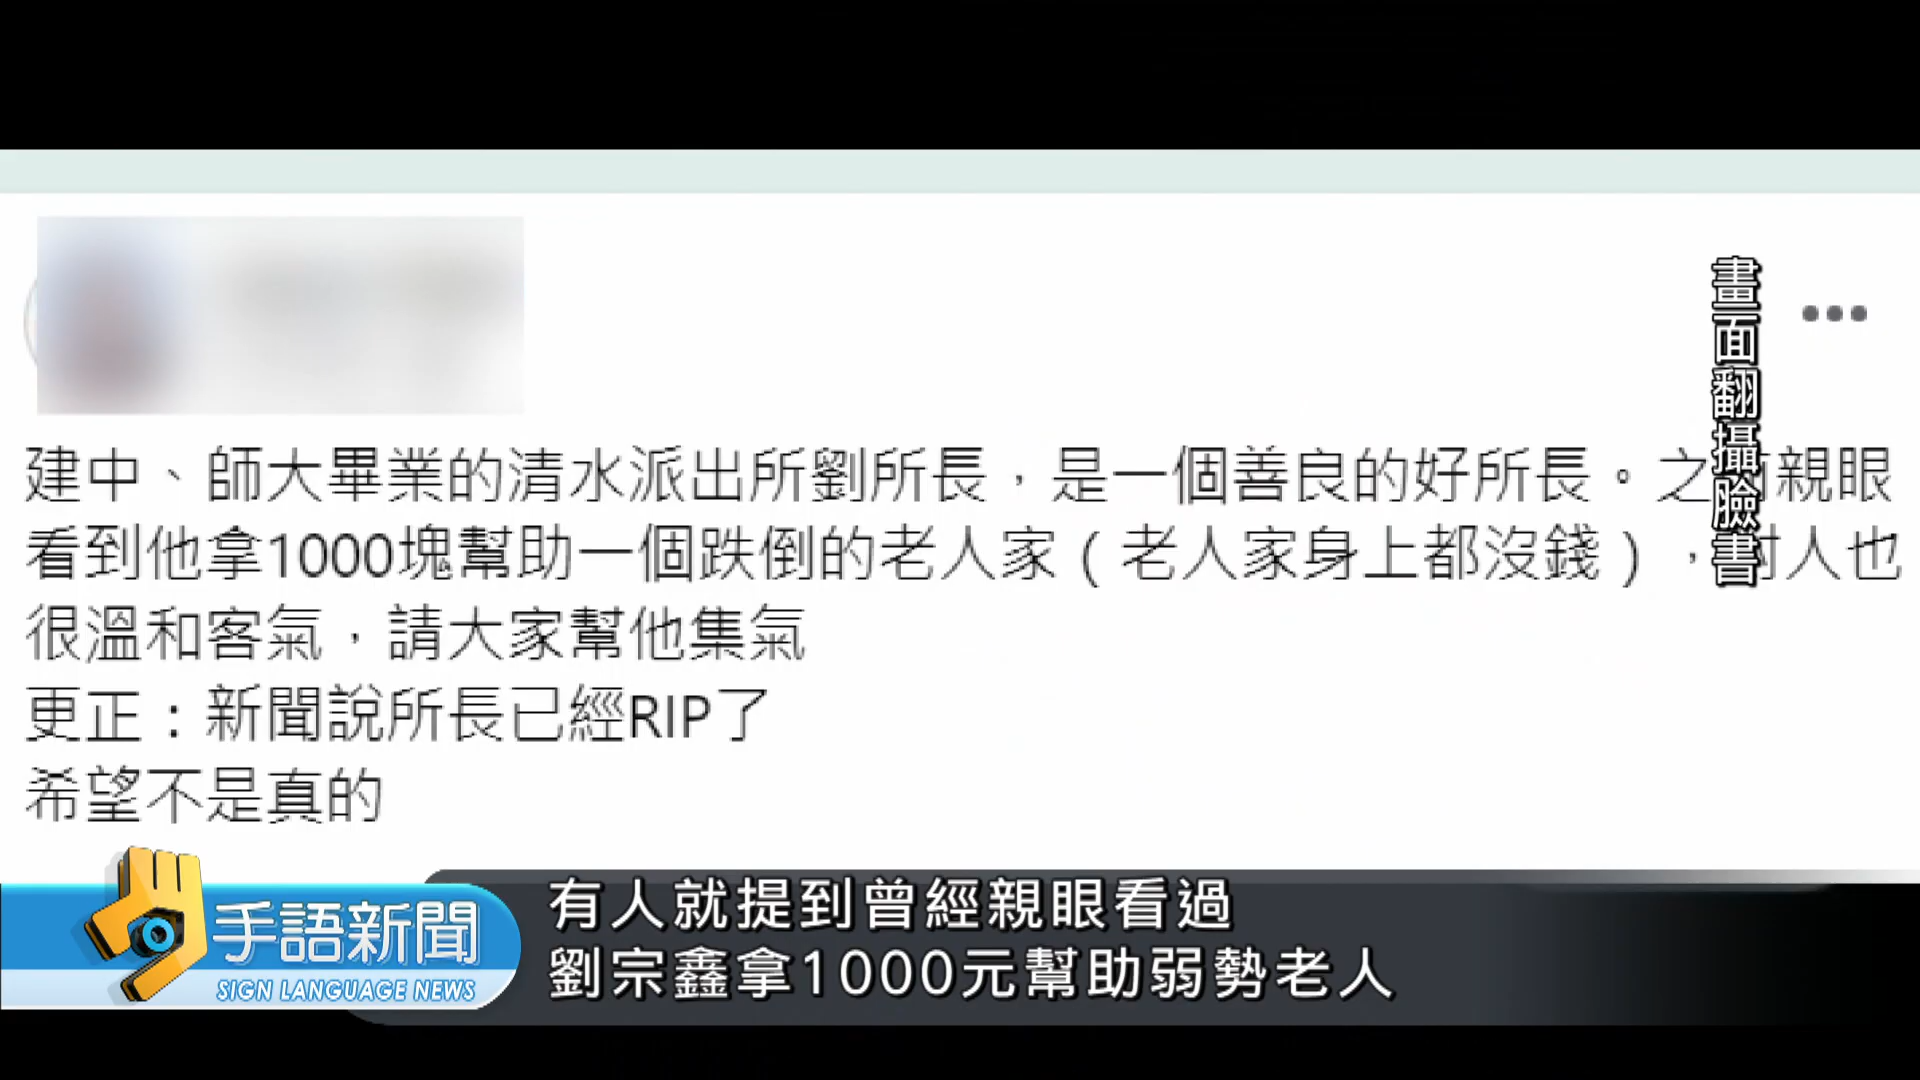 畫面翻攝臉書
建中、師大畢業的清水派出所劉所長，是一個善良的好所長。之 親眼
看到他拿1000塊幫助一個跌倒的老人家（老人家身上都沒錢），對人也
很溫和客氣，請大家幫他集氣
更正：新聞說所長已經RIP了
希望不是真的
有人就提到曾經親眼看過
劉宗鑫拿1000元幫助弱勢老人
手語新聞
SIGN LANGUAGE NEWS